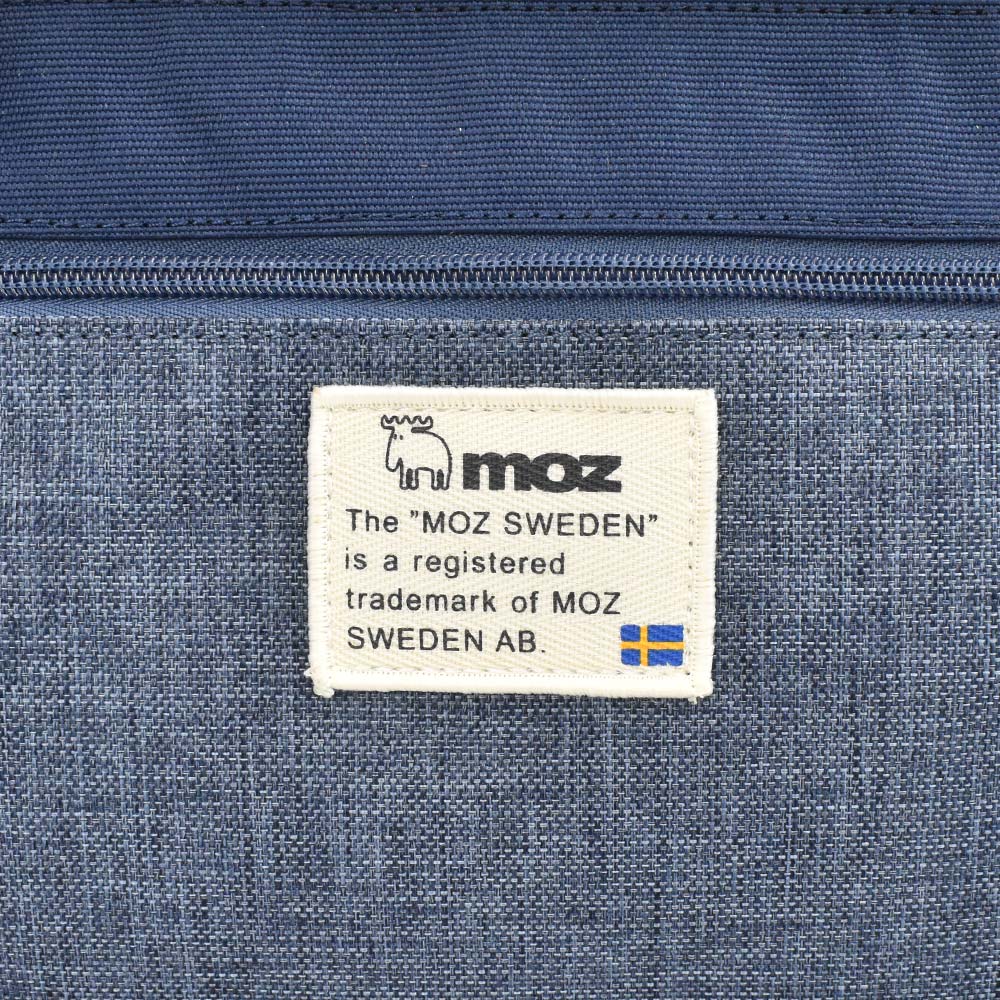 moz
The ”MOZ SWEDEN”
is a registered
trademark of MOZ
SWEDEN AB.